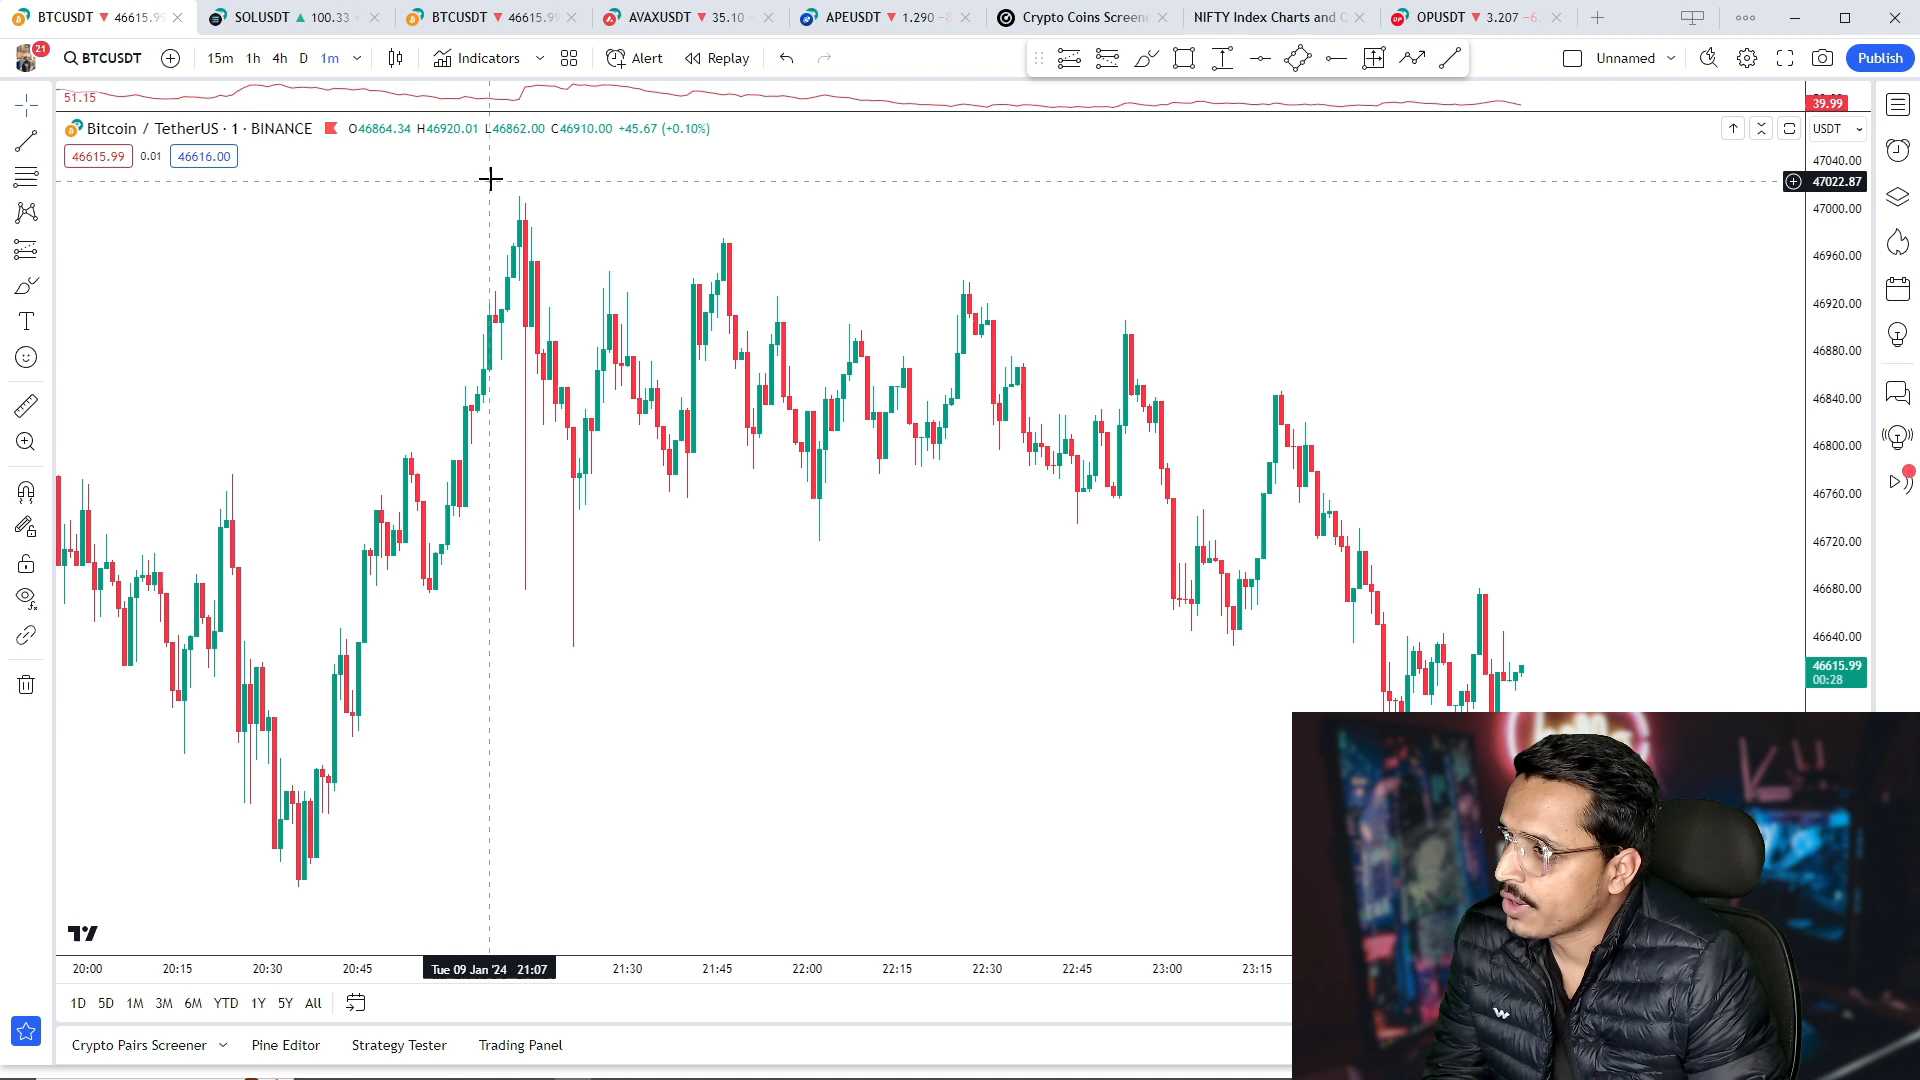 BTCUSDT ▼ 46615.99
SOLUSDT ▲ 100.33
BTCUSDT ▼ 46615.99
AVAXUSDT ▼ 35.10
APEUSDT ▼ 1.290
Crypto Coins Screene
NIFTY Index Charts and
OPUSDT ▼ 3.207 −6.
21
BTCUSDT
15m 1h 4h D 1m
Indicators
Alert
Replay
Unnamed
Publish
51.15
39.99
Bitcoin / TetherUS · 1 · BINANCE O46864.34 H46920.01 L46862.00 C46910.00 +45.67 (+0.10%)
USDT
46615.99 0.01 46616.00
47040.00
47022.87
47000.00
46960.00
46920.00
46880.00
46840.00
46800.00
46760.00
46720.00
46680.00
46640.00
46615.99
00:28
20:00 20:15 20:30 20:45 Tue 09 Jan '24 21:07 21:30 21:45 22:00 22:15 22:30 22:45 23:00 23:15
1D 5D 1M 3M 6M YTD 1Y 5Y All
Crypto Pairs Screener Pine Editor Strategy Tester Trading Panel